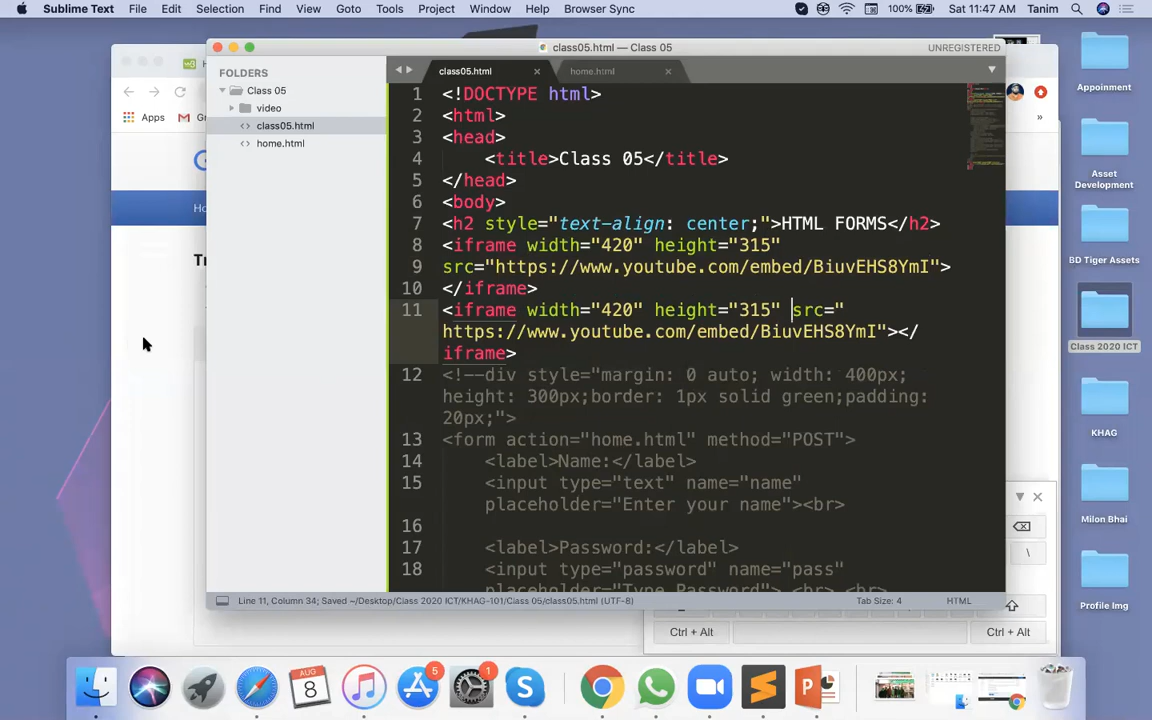 Sublime Text File Edit Selection Find View Goto Tools Project Window Help Browser Sync 100% Sat 11:47 AM Tanim
class05.html — Class 05 UNREGISTERED
FOLDERS
Class 05
video
class05.html
home.html
class05.html × home.html ×
1 <!DOCTYPE html>
2 <html>
3 <head>
4 <title>Class 05</title>
5 </head>
6 <body>
7 <h2 style="text-align: center;">HTML FORMS</h2>
8 <iframe width="420" height="315"
9 src="https://www.youtube.com/embed/BiuvEHS8YmI">
10 </iframe>
11 <iframe width="420" height="315" src="
https://www.youtube.com/embed/BiuvEHS8YmI"></
iframe>
12 <!--div style="margin: 0 auto; width: 400px;
height: 300px;border: 1px solid green;padding:
20px;">
13 <form action="home.html" method="POST">
14 <label>Name:</label>
15 <input type="text" name="name"
placeholder="Enter your name"><br>
16
17 <label>Password:</label>
18 <input type="password" name="pass"
placeholder="Type Password"> <br> <br>
Line 11, Column 34; Saved ~/Desktop/Class 2020 ICT/KHAG-101/Class 05/class05.html (UTF-8) Tab Size: 4 HTML
Apps
»
\
Ctrl + Alt Ctrl + Alt
Appoinment
Asset
Development
BD Tiger Assets
Class 2020 ICT
KHAG
Milon Bhai
Profile Img
AUG
8
5
1